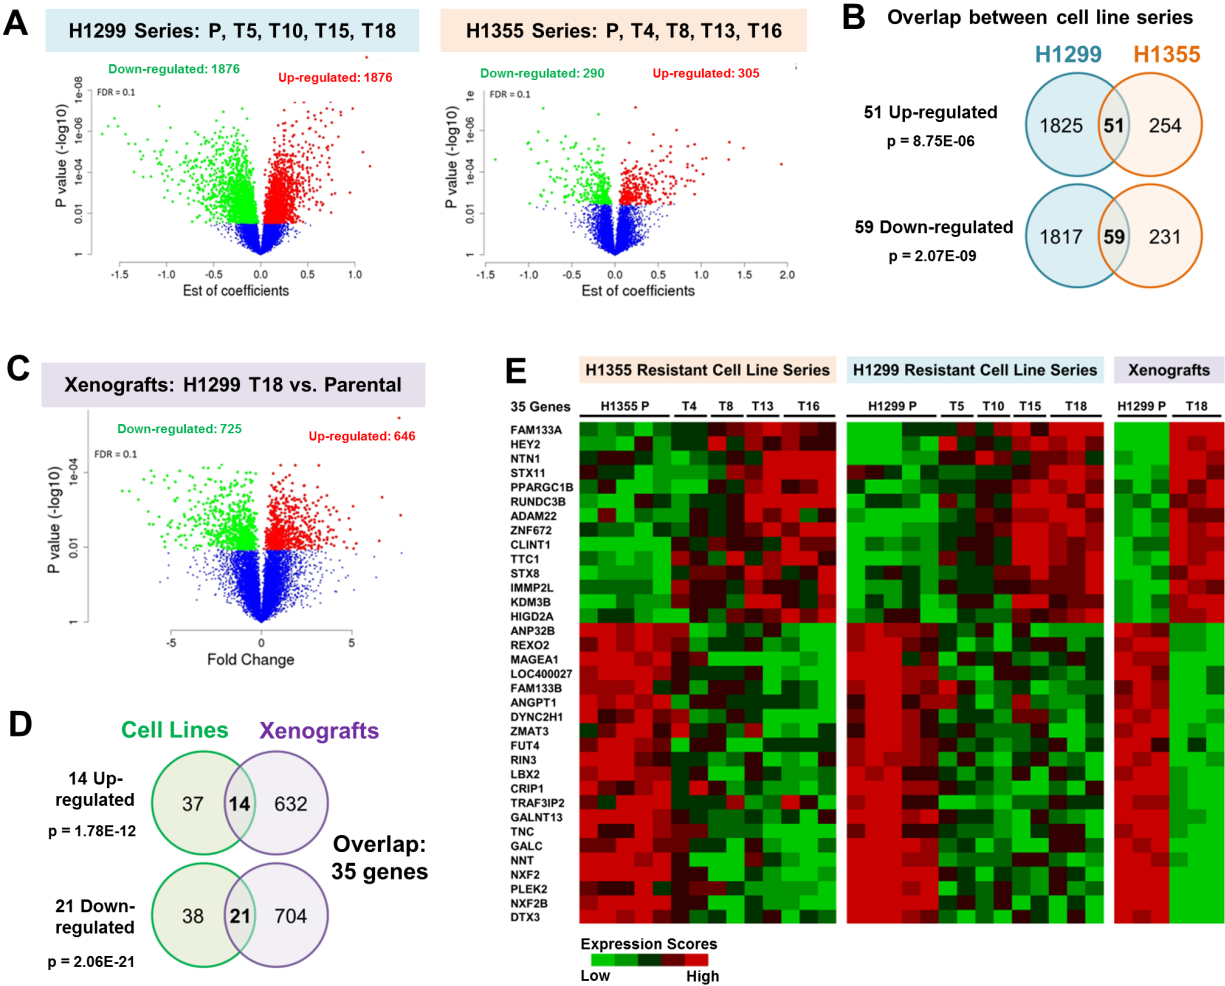 A
H1299 Series: P, T5, T10, T15, T18
Down-regulated: 1876
Up-regulated: 1876
FDR = 0.1
P value (-log10)
1e-08
1e-06
1e-04
0.01
1
-1.5
-1.0
-0.5
0.0
0.5
1.0
Est of coefficients
H1355 Series: P, T4, T8, T13, T16
Down-regulated: 290
Up-regulated: 305
FDR = 0.1
P value (-log10)
1e
1e-06
1e-04
0.01
1
-1.5
-1.0
-0.5
0.0
0.5
1.0
1.5
2.0
Est of coefficients
B
Overlap between cell line series
H1299
H1355
51 Up-regulated
p = 8.75E-06
1825
51
254
59 Down-regulated
p = 2.07E-09
1817
59
231
C
Xenografts: H1299 T18 vs. Parental
Down-regulated: 725
Up-regulated: 646
FDR = 0.1
P value (-log10)
1e-04
0.01
1
-5
0
5
Fold Change
D
Cell Lines
Xenografts
14 Up-
regulated
p = 1.78E-12
37
14
632
Overlap:
35 genes
21 Down-
regulated
p = 2.06E-21
38
21
704
E
H1355 Resistant Cell Line Series
H1299 Resistant Cell Line Series
Xenografts
35 Genes
H1355 P
T4
T8
T13
T16
H1299 P
T5
T10
T15
T18
H1299 P
T18
FAM133A
HEY2
NTN1
STX11
PPARGC1B
RUNDC3B
ADAM22
ZNF672
CLINT1
TTC1
STX8
IMMP2L
KDM3B
HIGD2A
ANP32B
REXO2
MAGEA1
LOC400027
FAM133B
ANGPT1
DYNC2H1
ZMAT3
FUT4
RIN3
LBX2
CRIP1
TRAF3IP2
GALNT13
TNC
GALC
NNT
NXF2
PLEK2
NXF2B
DTX3
Expression Scores
Low
High